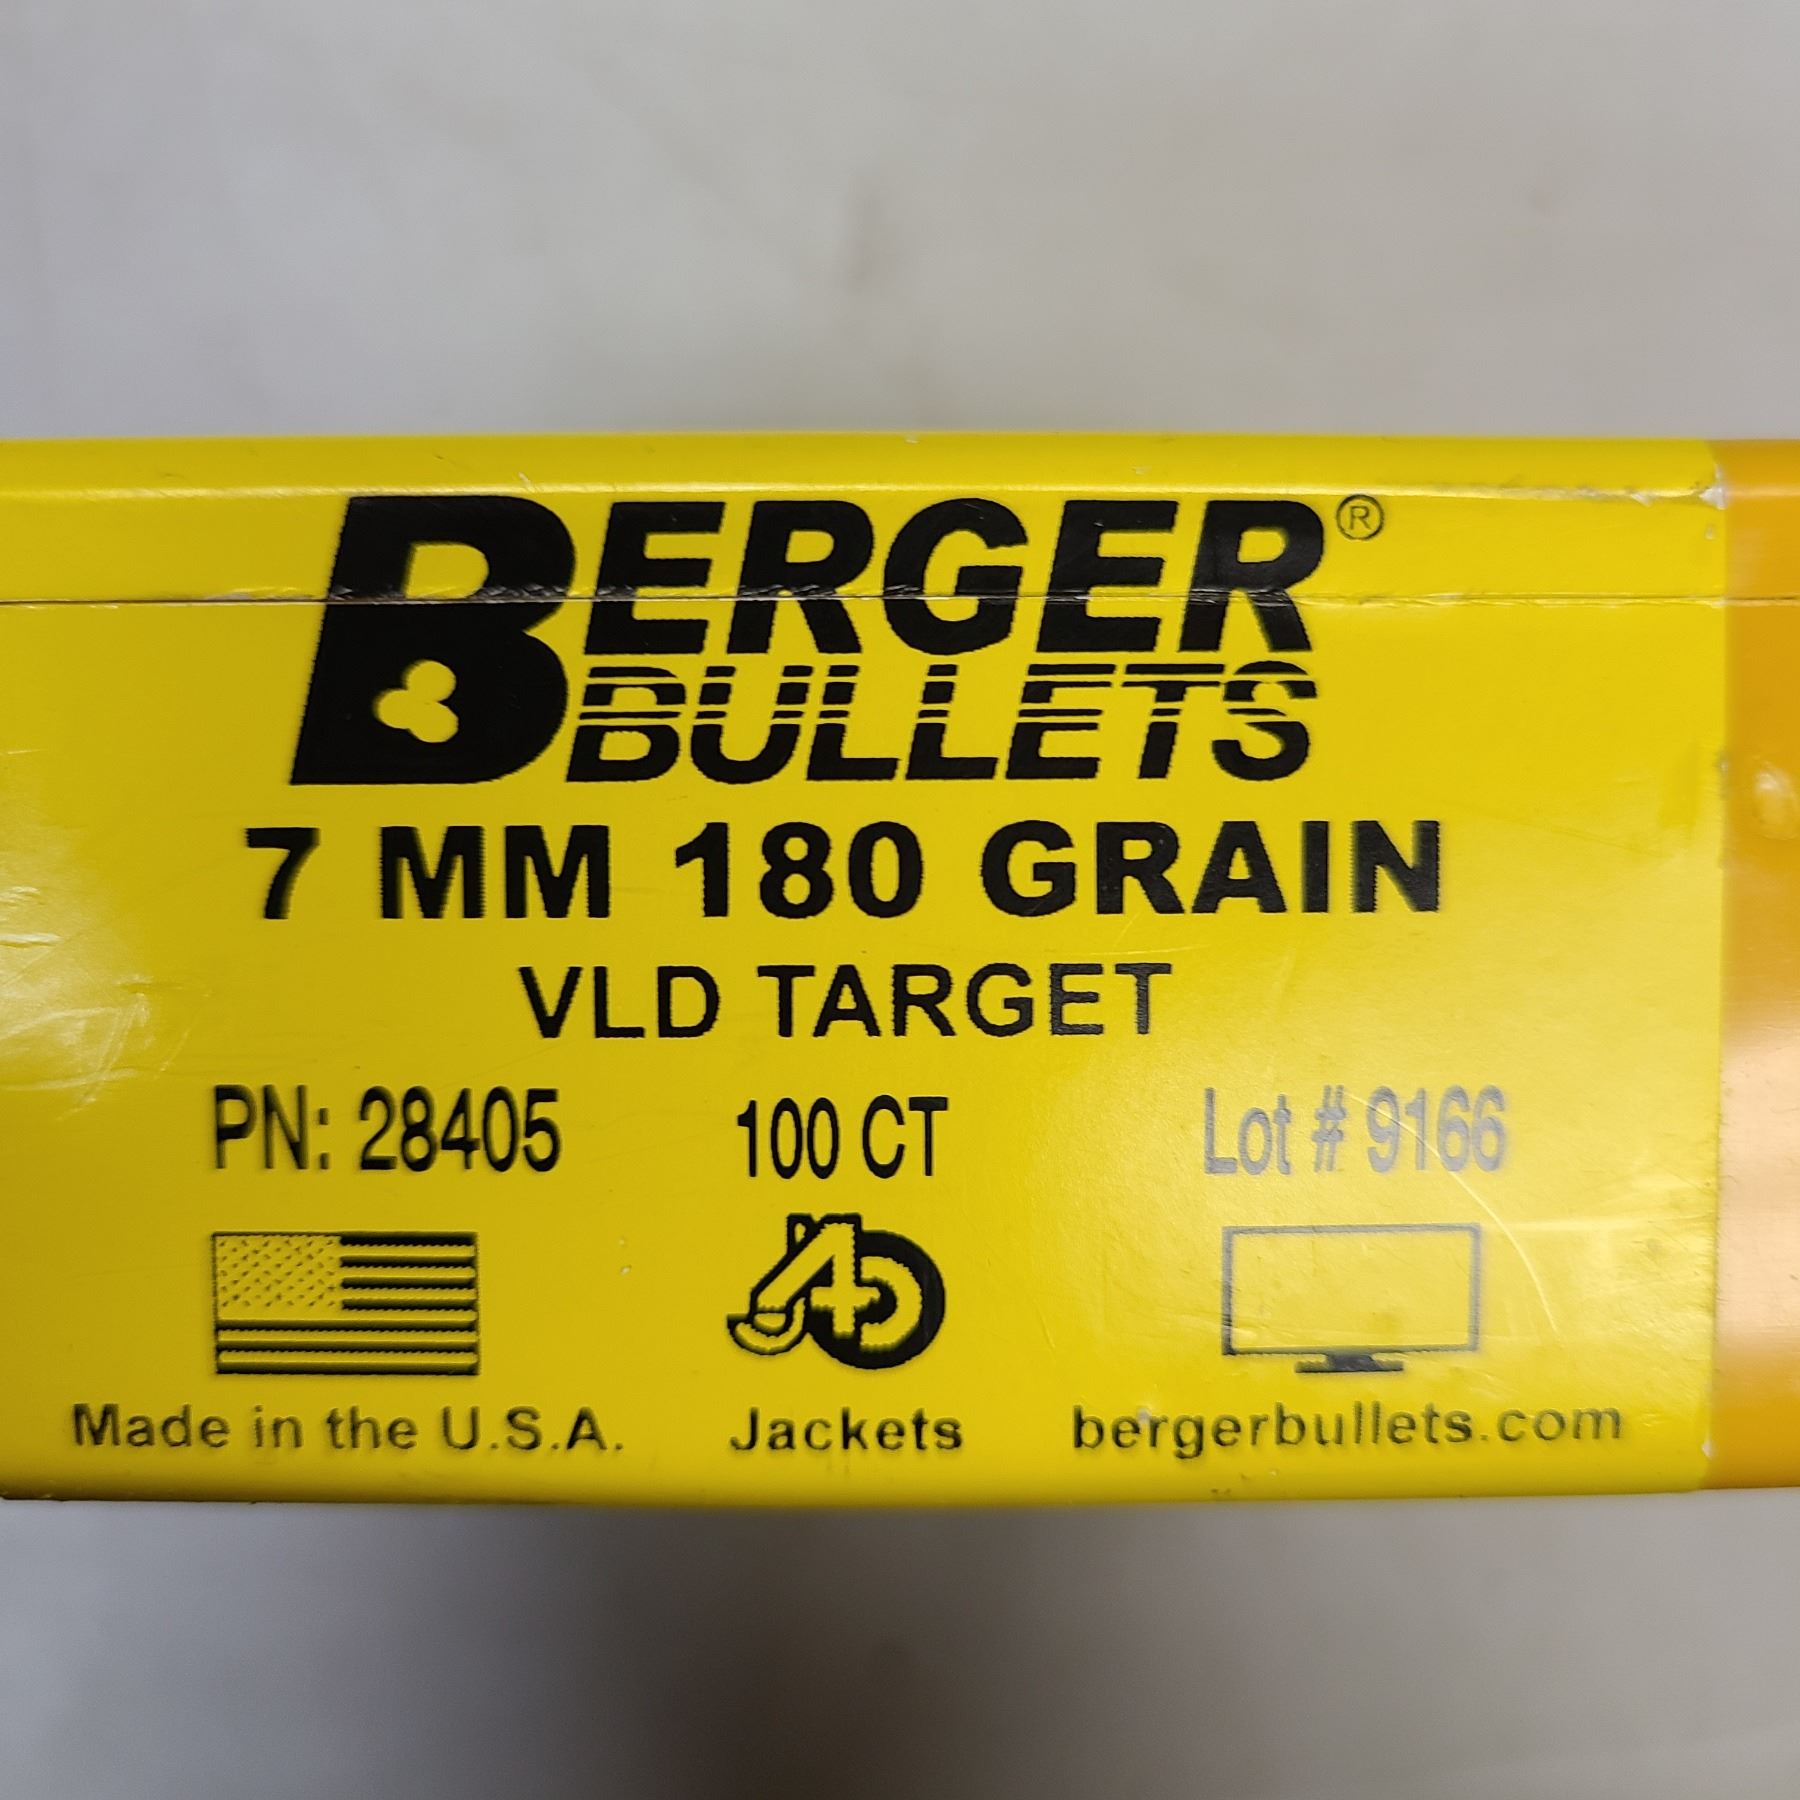 BERGER®
BULLETS
7 MM 180 GRAIN
VLD TARGET
PN: 28405 100 CT Lot # 9166
J4
Made in the U.S.A. Jackets bergerbullets.com